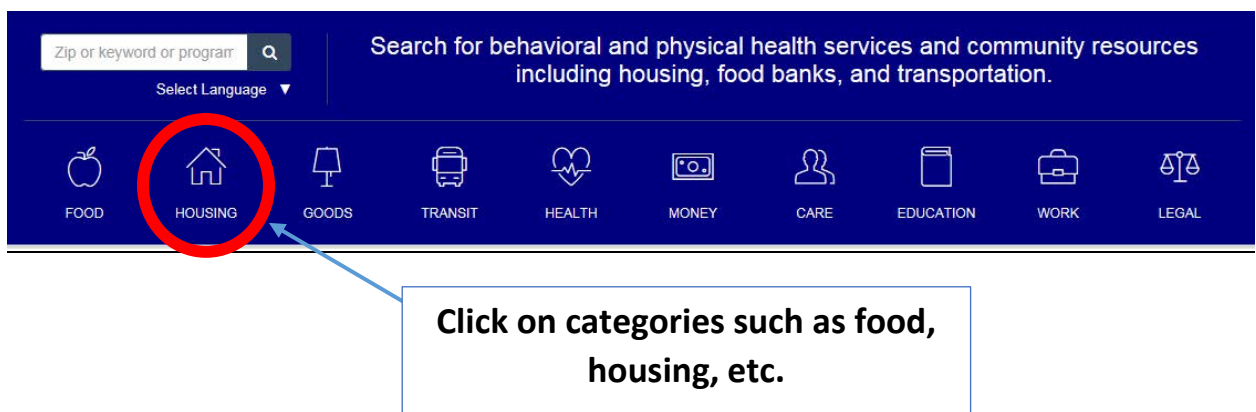 Zip or keyword or program
Search for behavioral and physical health services and community resources
including housing, food banks, and transportation.
Select Language ▼
FOOD
HOUSING
GOODS
TRANSIT
HEALTH
MONEY
CARE
EDUCATION
WORK
LEGAL
Click on categories such as food,
housing, etc.